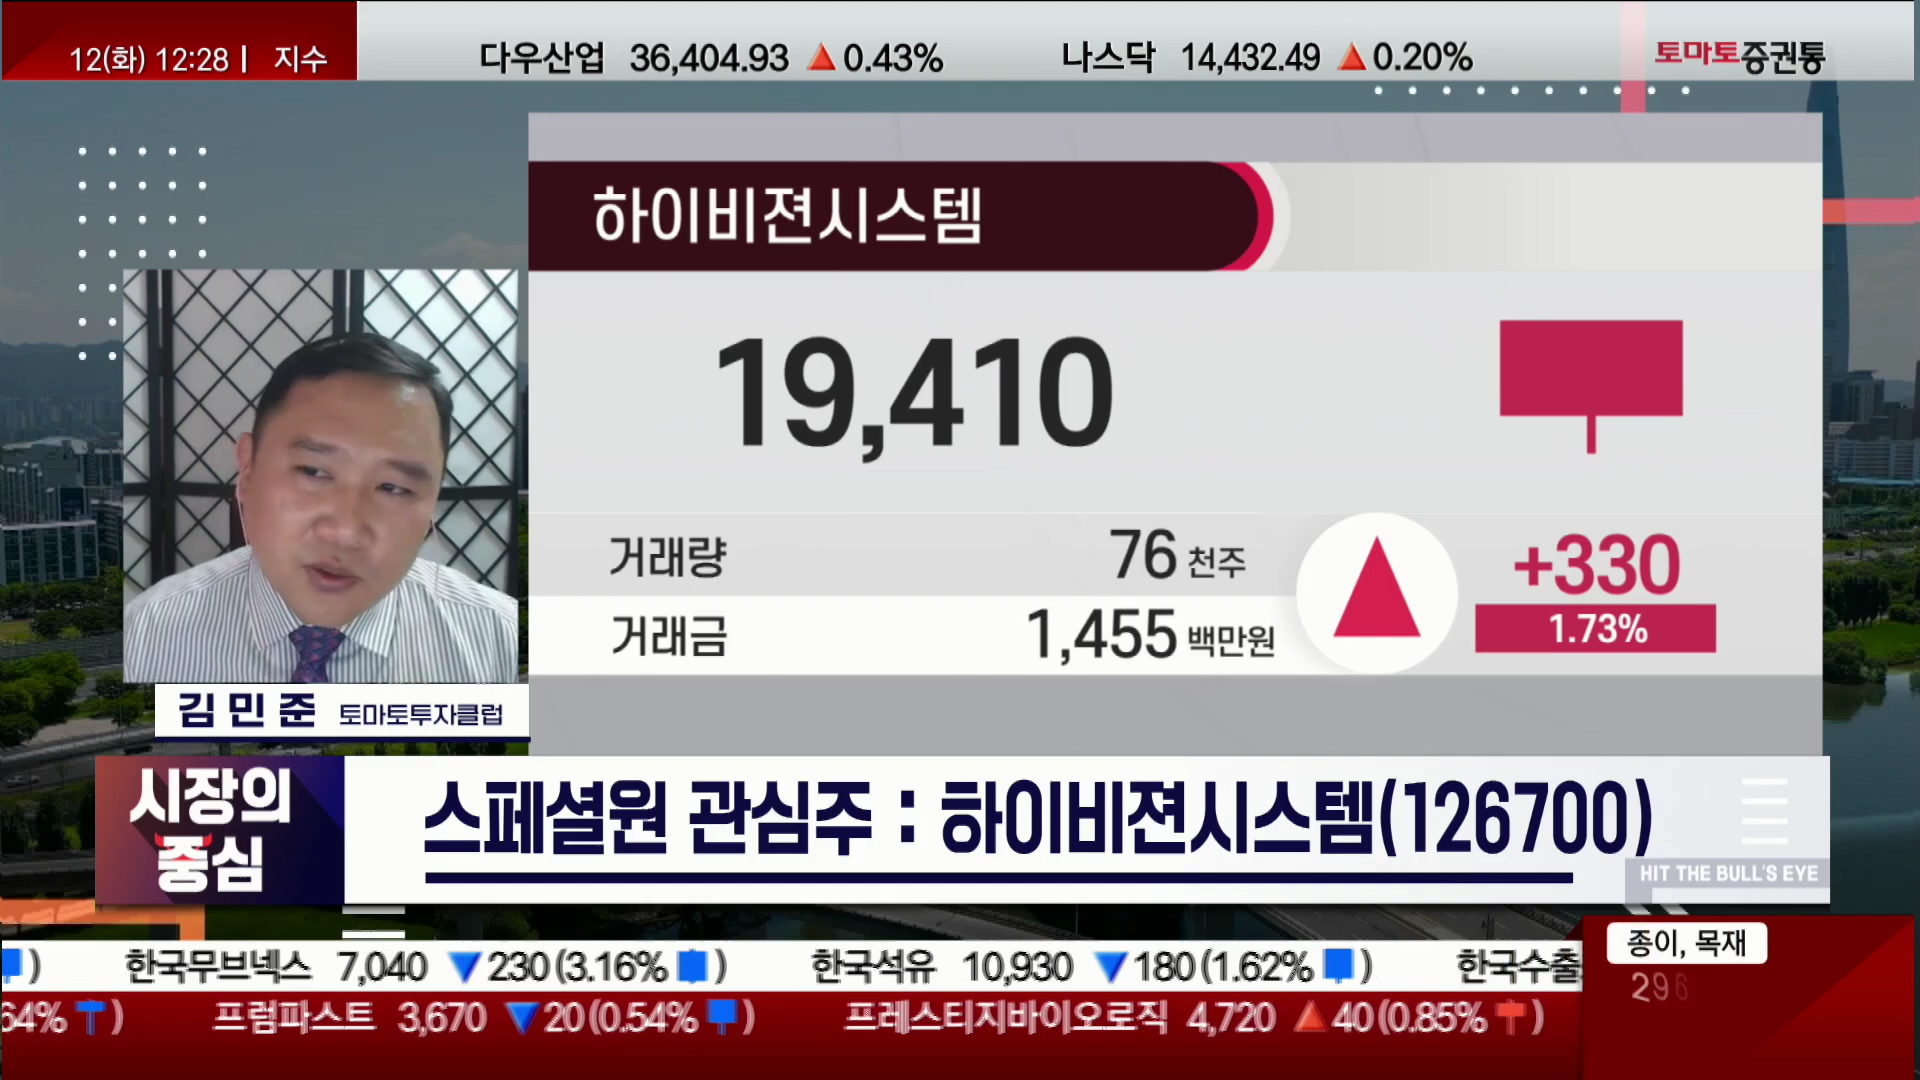 12(화) 12:28 | 지수
다우산업 36,404.93 ▲ 0.43% 나스닥 14,432.49 ▲ 0.20%
토마토증권통
하이비젼시스템
19,410
거래량 76 천주
거래금 1,455 백만원
▲ +330
1.73%
김민준 토마토투자클럽
시장의
중심
스페셜원 관심주 : 하이비젼시스템(126700)
HIT THE BULL'S EYE
) 한국무브넥스 7,040 ▼230(3.16% ) 한국석유 10,930 ▼180(1.62% ) 한국수출
종이, 목재
296
64% ) 프럼파스트 3,670 ▼20(0.54% ) 프레스티지바이오로직 4,720 ▲40(0.85% )